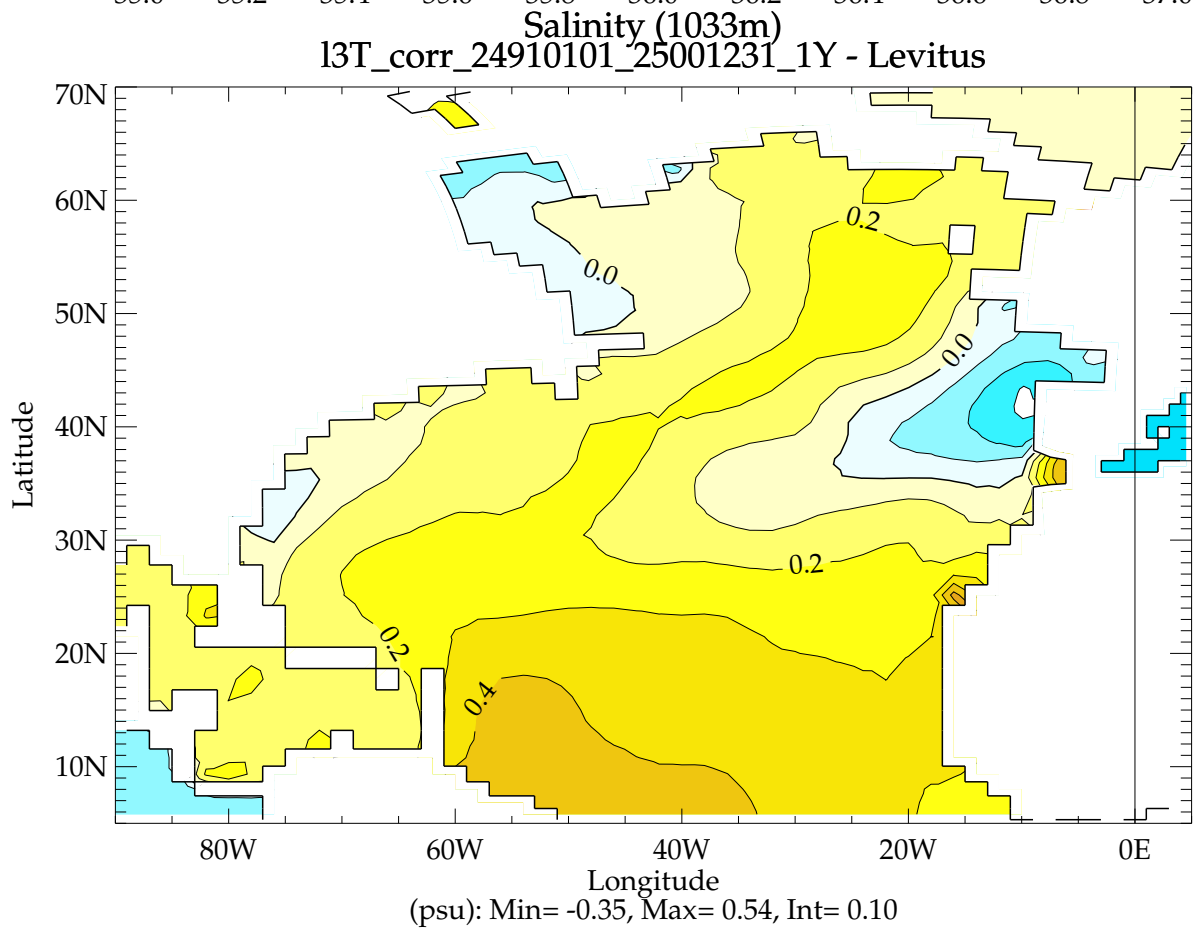 Salinity (1033m)
l3T_corr_24910101_25001231_1Y - Levitus
70N
60N
50N
40N
30N
20N
10N
Latitude
0.2
0.0
0.0
0.2
0.2
0.4
80W 60W 40W 20W 0E
Longitude
(psu): Min= -0.35, Max= 0.54, Int= 0.10